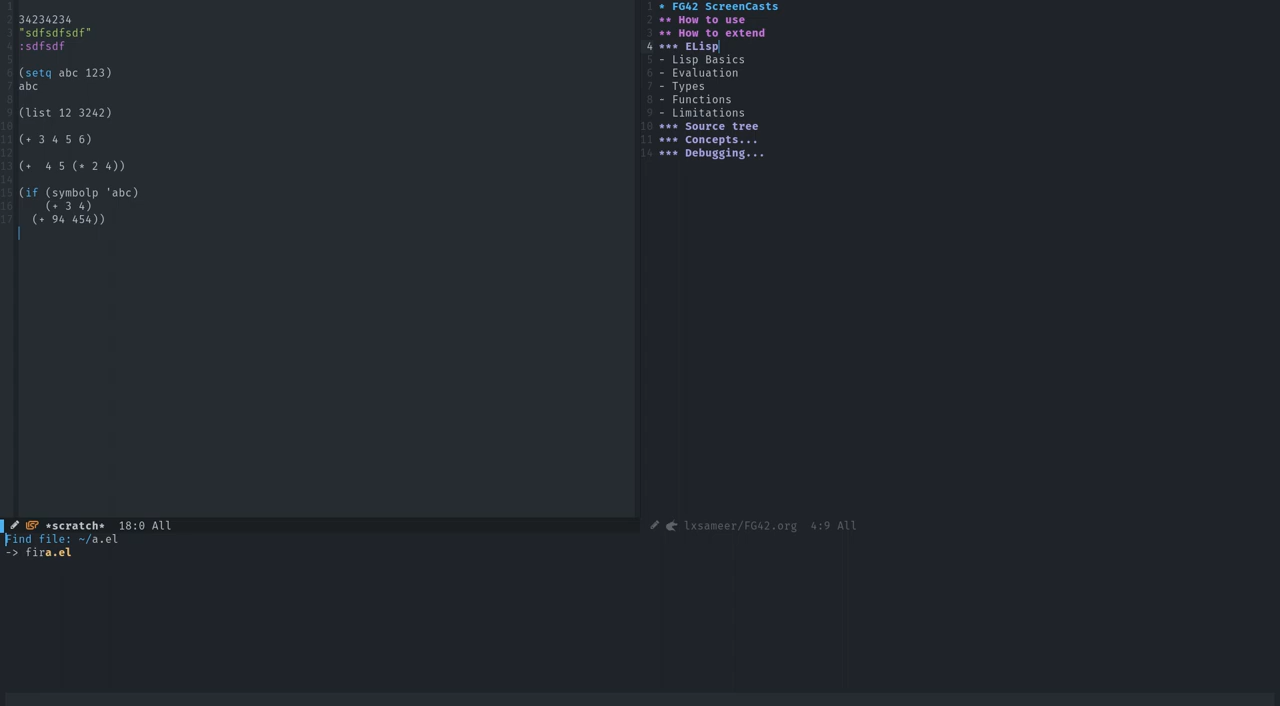 1
2 34234234
3 "sdfsdfsdf"
4 :sdfsdf
5
6 (setq abc 123)
7 abc
8
9 (list 12 3242)
10
11 (+ 3 4 5 6)
12
13 (+  4 5 (* 2 4))
14
15 (if (symbolp 'abc)
16     (+ 3 4)
17   (+ 94 454))
*scratch*  18:0 All
Find file: ~/a.el
-> fira.el
1 * FG42 ScreenCasts
2 ** How to use
3 ** How to extend
4 *** ELisp
5 - Lisp Basics
6 - Evaluation
7 - Types
8 - Functions
9 - Limitations
10 *** Source tree
11 *** Concepts...
14 *** Debugging...
lxsameer/FG42.org  4:9 All